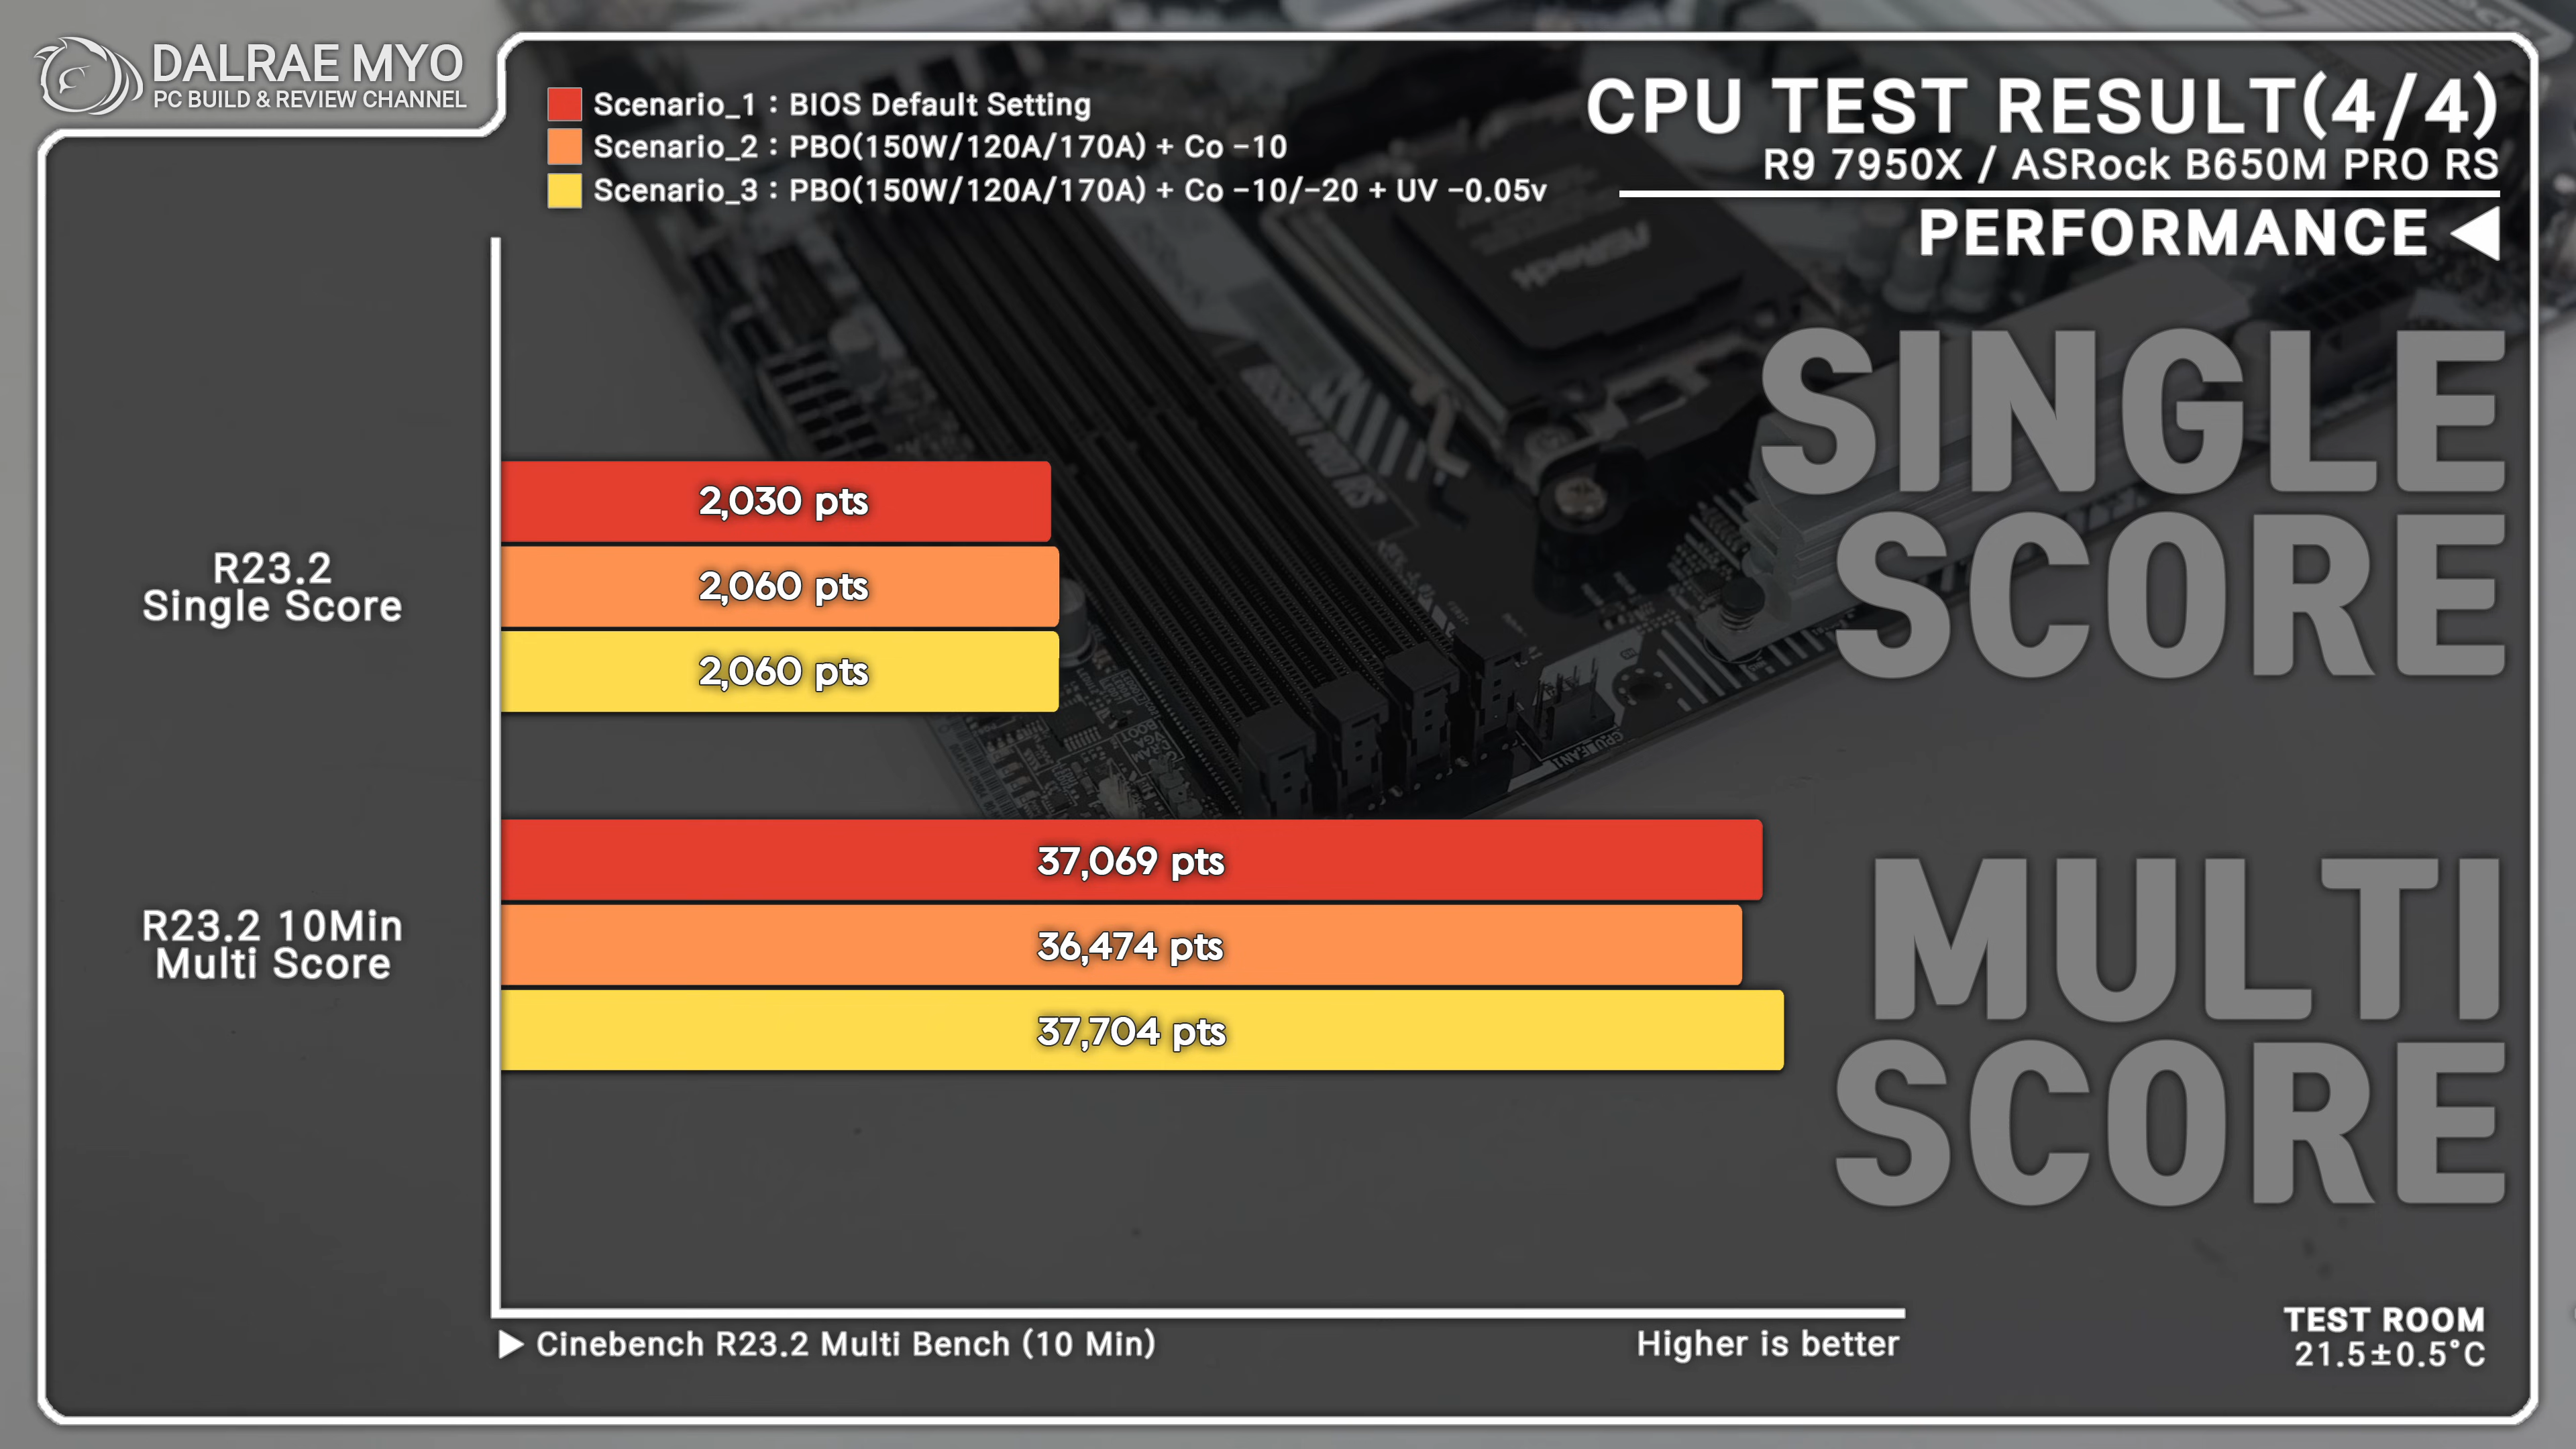 DALRAE MYO
PC BUILD & REVIEW CHANNEL
Scenario_1 : BIOS Default Setting
Scenario_2 : PBO(150W/120A/170A) + Co -10
Scenario_3 : PBO(150W/120A/170A) + Co -10/-20 + UV -0.05v
CPU TEST RESULT(4/4)
R9 7950X / ASRock B650M PRO RS
PERFORMANCE ◀
ASRock
SINGLE
SCORE
R23.2
Single Score
2,030 pts
2,060 pts
2,060 pts
CPU_FAN1
MULTI
SCORE
R23.2 10Min
Multi Score
37,069 pts
36,474 pts
37,704 pts
▶ Cinebench R23.2 Multi Bench (10 Min)
Higher is better
TEST ROOM
21.5±0.5°C